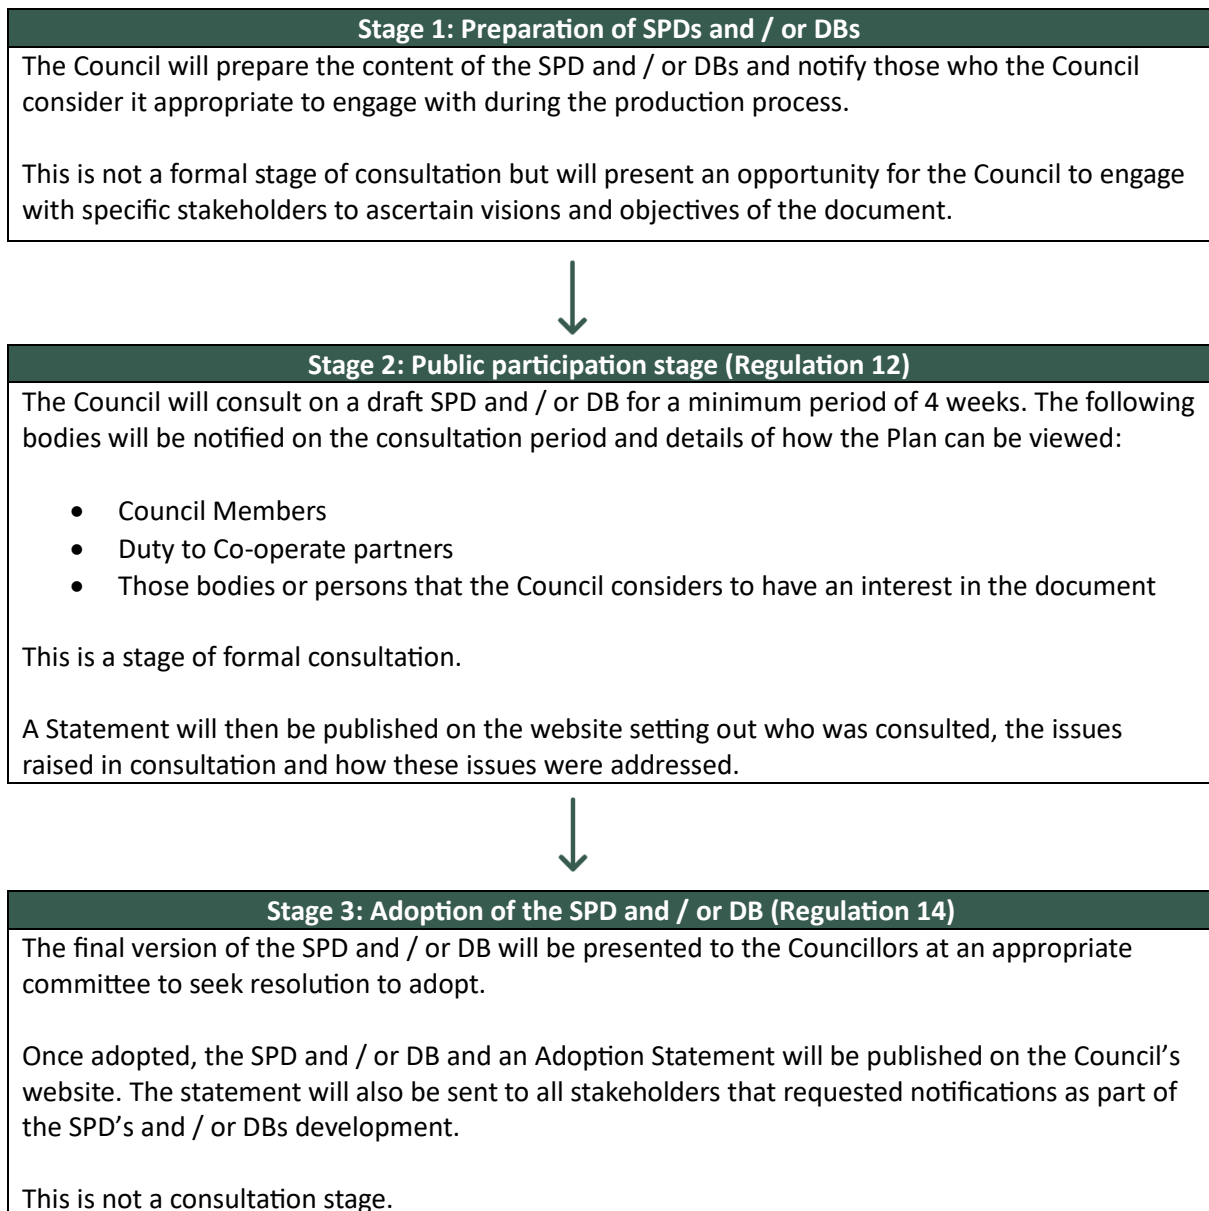 Stage 1: Preparation of SPDs and / or DBs
The Council will prepare the content of the SPD and / or DBs and notify those who the Council
consider it appropriate to engage with during the production process.
This is not a formal stage of consultation but will present an opportunity for the Council to engage
with specific stakeholders to ascertain visions and objectives of the document.
Stage 2: Public participation stage (Regulation 12)
The Council will consult on a draft SPD and / or DB for a minimum period of 4 weeks. The following
bodies will be notified on the consultation period and details of how the Plan can be viewed:
• Council Members
• Duty to Co-operate partners
• Those bodies or persons that the Council considers to have an interest in the document
This is a stage of formal consultation.
A Statement will then be published on the website setting out who was consulted, the issues
raised in consultation and how these issues were addressed.
Stage 3: Adoption of the SPD and / or DB (Regulation 14)
The final version of the SPD and / or DB will be presented to the Councillors at an appropriate
committee to seek resolution to adopt.
Once adopted, the SPD and / or DB and an Adoption Statement will be published on the Council’s
website. The statement will also be sent to all stakeholders that requested notifications as part of
the SPD’s and / or DBs development.
This is not a consultation stage.